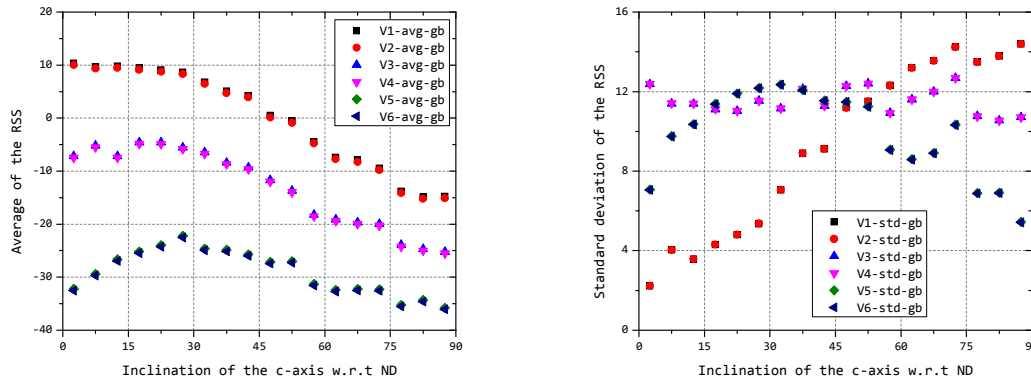 20
10
0
-10
-20
-30
-40
0
15
30
45
60
75
90
Average of the RSS
Inclination of the c-axis w.r.t ND
V1-avg-gb
V2-avg-gb
V3-avg-gb
V4-avg-gb
V5-avg-gb
V6-avg-gb
16
12
8
4
0
0
15
30
45
60
75
90
Standard deviation of the RSS
Inclination of the c-axis w.r.t ND
V1-std-gb
V2-std-gb
V3-std-gb
V4-std-gb
V5-std-gb
V6-std-gb